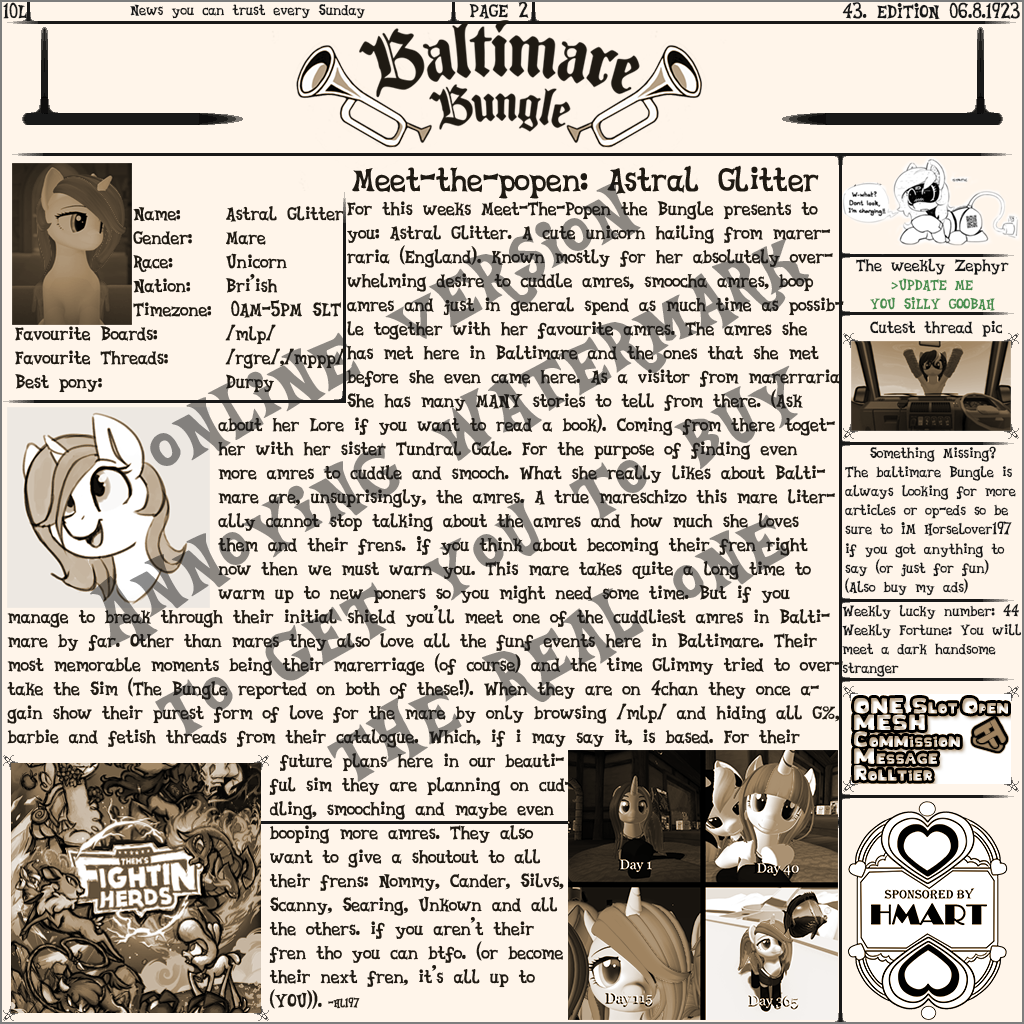 10L
News you can trust every Sunday
PAGE 2
43. EDITION 06.8.1923
Baltimare
Bungle
Name: Astral Glitter
Gender: Mare
Race: Unicorn
Nation: Bri'ish
Timezone: 0AM-5PM SLT
Favourite Boards: /mlp/
Favourite Threads: /rgre/,/mppp/
Best pony: Durpy
Meet-the-popen: Astral Glitter
For this weeks Meet-The-Popen the Bungle presents to
you: Astral Glitter. A cute unicorn hailing from marer-
raria (England). Known mostly for her absolutely over-
whelming desire to cuddle amres, smoocha amres, boop
amres and just in general spend as much time as possib-
le together with her favourite amres. The amres she
has met here in Baltimare and the ones that she met
before she even came here. As a visitor from marerraria
She has many MANY stories to tell from there. (Ask
about her Lore if you want to read a book). Coming from there toget-
her with her sister Tundral Gale. For the purpose of finding even
more amres to cuddle and smooch. What she really likes about Balti-
mare are, unsuprisingly, the amres. A true mareschizo this mare liter-
ally cannot stop talking about the amres and how much she loves
them and their frens. if you think about becoming their fren right
now then we must warn you. This mare takes quite a long time to
warm up to new poners so you might need some time. But if you
manage to break through their initial shield you'll meet one of the cuddliest amres in Balti-
mare by far. Other than mares they also love all the funf events here in Baltimare. Their
most memorable moments being their marerriage (of course) and the time Glimmy tried to over-
take the Sim (The Bungle reported on both of these!). When they are on 4chan they once a-
gain show their purest form of love for the mare by only browsing /mlp/ and hiding all G%,
barbie and fetish threads from their catalogue. Which, if i may say it, is based. For their
future plans here in our beauti-
ful sim they are planning on cud-
dling, smooching and maybe even
booping more amres. They also
want to give a shoutout to all
their frens: Nommy, Cander, Silvs,
Scanny, Searing, Unkown and all
the others. if you aren't their
fren tho you can btfo. (or become
their next fren, it's all up to
(YOU)). -HL197
THEM'S
FIGHTIN
HERDS
Day 1
Day 40
Day 115
Day 365
W-what?
Dont look,
I'm charging!
The weekly Zephyr
>UPDATE ME
YOU SILLY GOOBAH
Cutest thread pic
Something Missing?
The baltimare Bungle is
always looking for more
articles or op-eds so be
sure to iM Horselover197
if you got anything to
say (or just for fun)
(Also buy my ads)
Weekly lucky number: 44
Weekly Fortune: You will
meet a dark handsome
stranger
ONE Slot Open
MESH
Commission
Message
Rolltier
SPONSORED BY
HMART
ONLINE VERSION
ANNOYING WATERMARK
TO GET YOU TO BUY
THE REAL ONE